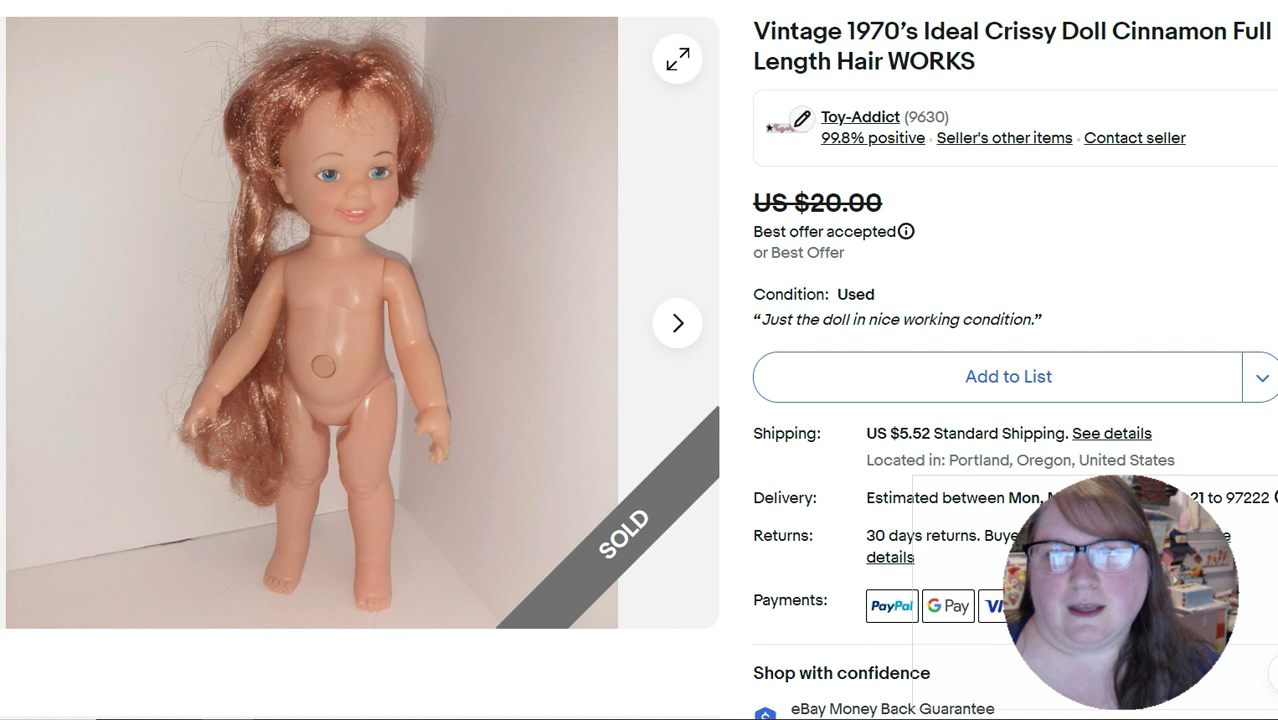 Vintage 1970’s Ideal Crissy Doll Cinnamon Full
Length Hair WORKS
Toy-Addict (9630)
99.8% positive · Seller's other items · Contact seller
US $20.00
Best offer accepted
or Best Offer
Condition: Used
“Just the doll in nice working condition.”
Add to List
Shipping: US $5.52 Standard Shipping. See details
Located in: Portland, Oregon, United States
Delivery: Estimated between Mon, 21 to 97222
Returns: 30 days returns.
details
SOLD
Payments: PayPal G Pay
Shop with confidence
eBay Money Back Guarantee